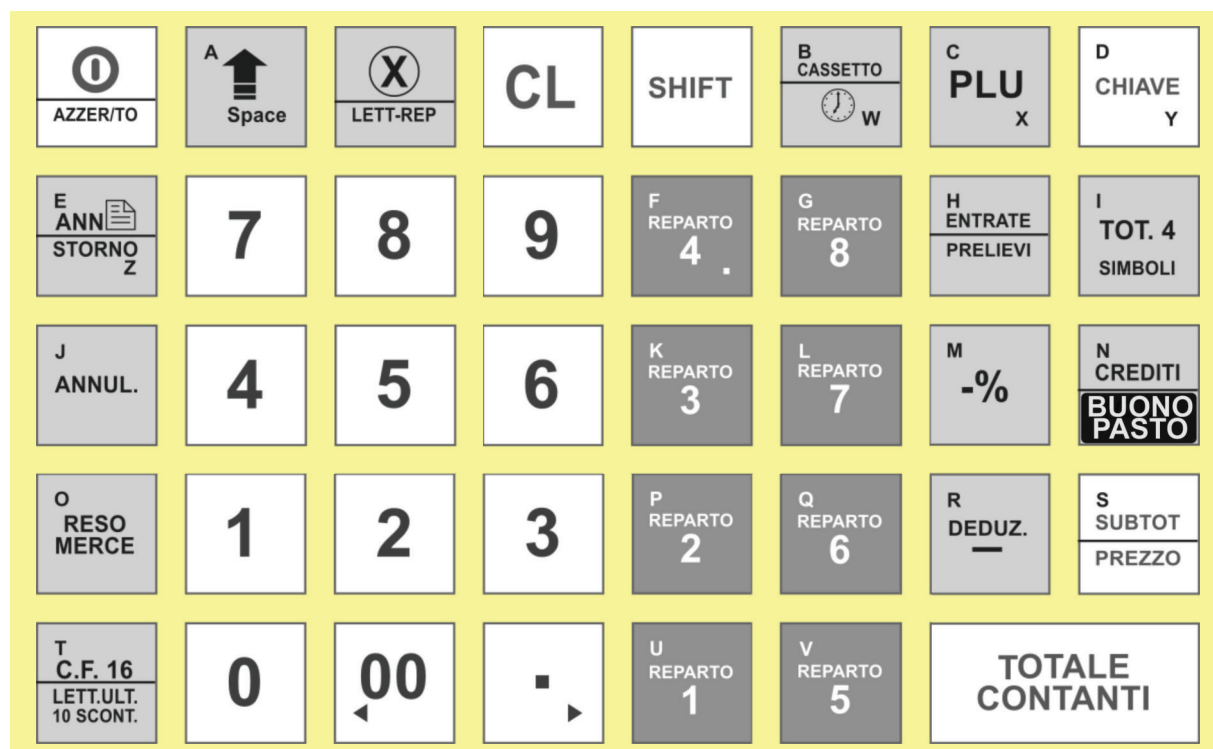 AZZER/TO
A
Space
X
LETT-REP
CL
SHIFT
B
CASSETTO
W
C
PLU
X
D
CHIAVE
Y
E
ANN
STORNO
Z
7
8
9
F
REPARTO
4 .
G
REPARTO
8
H
ENTRATE
PRELIEVI
I
TOT. 4
SIMBOLI
J
ANNUL.
4
5
6
K
REPARTO
3
L
REPARTO
7
M
-%
N
CREDITI
BUONO
PASTO
O
RESO
MERCE
1
2
3
P
REPARTO
2
Q
REPARTO
6
R
DEDUZ.
—
S
SUBTOT
PREZZO
T
C.F. 16
LETT.ULT.
10 SCONT.
0
00
.
U
REPARTO
1
V
REPARTO
5
TOTALE
CONTANTI